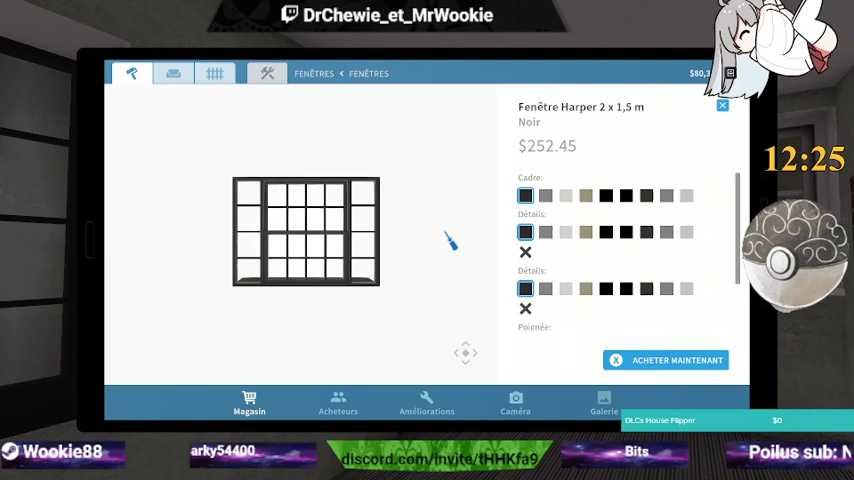 DrChewie_et_MrWookie
FENÊTRES < FENÊTRES
$80,3
Fenêtre Harper 2 x 1,5 m
Noir
$252.45
12:25
Cadre:
Détails:
Détails:
Poignée:
X ACHETER MAINTENANT
Magasin
Acheteurs
Améliorations
Caméra
Galerie
DLCs House Flipper $0
Wookie88
arky54400
discord.com/invite/tHHKfa9
- Bits
Poilus sub: N